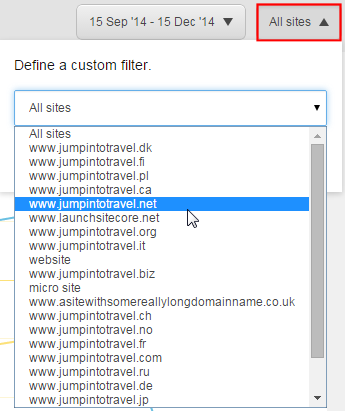 15 Sep '14 - 15 Dec '14 All sites
Define a custom filter.
All sites
All sites
www.jumpintotravel.dk
www.jumpintotravel.fi
www.jumpintotravel.pl
www.jumpintotravel.ca
www.jumpintotravel.net
www.launchsitecore.net
www.jumpintotravel.org
www.jumpintotravel.it
website
www.jumpintotravel.biz
micro site
www.asitewithsomereallylongdomainname.co.uk
www.jumpintotravel.ch
www.jumpintotravel.no
www.jumpintotravel.fr
www.jumpintotravel.com
www.jumpintotravel.ru
www.jumpintotravel.de
www.jumpintotravel.jp